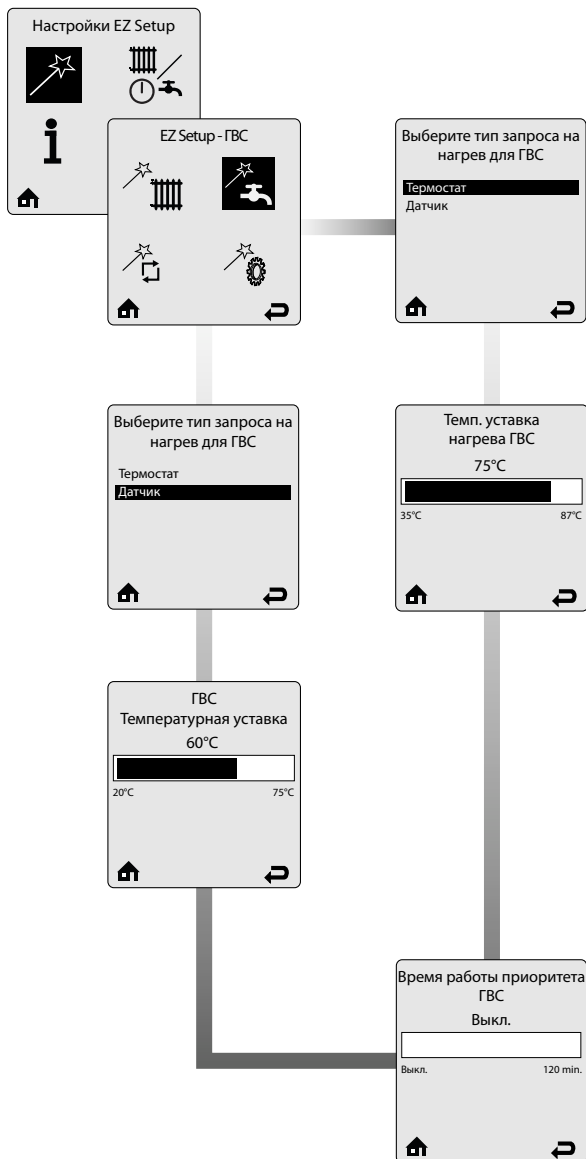 Настройки EZ Setup
EZ Setup - ГВС
Выберите тип запроса на
нагрев для ГВС
Термостат
Датчик
Выберите тип запроса на
нагрев для ГВС
Термостат
Датчик
Темп. уставка
нагрева ГВС
75°C
35°C 87°C
ГВС
Температурная уставка
60°C
20°C 75°C
Время работы приоритета
ГВС
Выкл.
Выкл. 120 min.